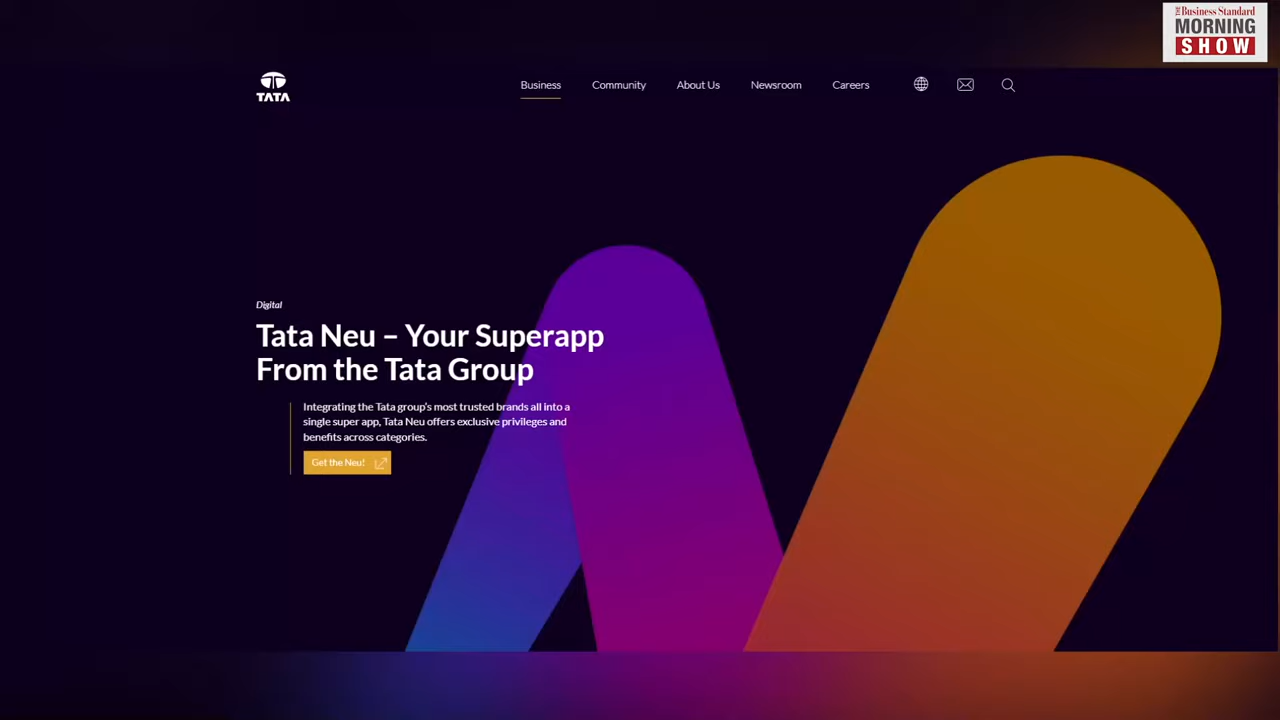 THE Business Standard
MORNING
SHOW
TATA
Business
Community
About Us
Newsroom
Careers
Digital
Tata Neu – Your Superapp
From the Tata Group
Integrating the Tata group's most trusted brands all into a
single super app, Tata Neu offers exclusive privileges and
benefits across categories.
Get the Neu!